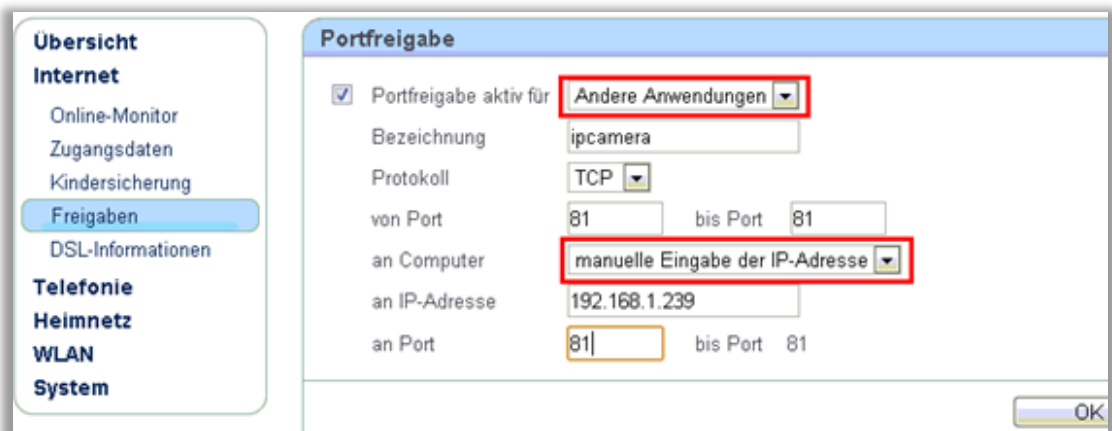 Übersicht
Internet
Online-Monitor
Zugangsdaten
Kindersicherung
Freigaben
DSL-Informationen
Telefonie
Heimnetz
WLAN
System
Portfreigabe
Portfreigabe aktiv für Andere Anwendungen
Bezeichnung ipcamera
Protokoll TCP
von Port 81 bis Port 81
an Computer manuelle Eingabe der IP-Adresse
an IP-Adresse 192.168.1.239
an Port 81 bis Port 81
OK